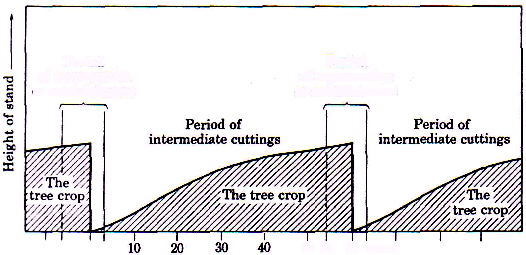 Height of stand
Period of
intermediate cuttings
Period of
intermediate cuttings
The
tree crop
The tree crop
The
tree crop
10 20 30 40